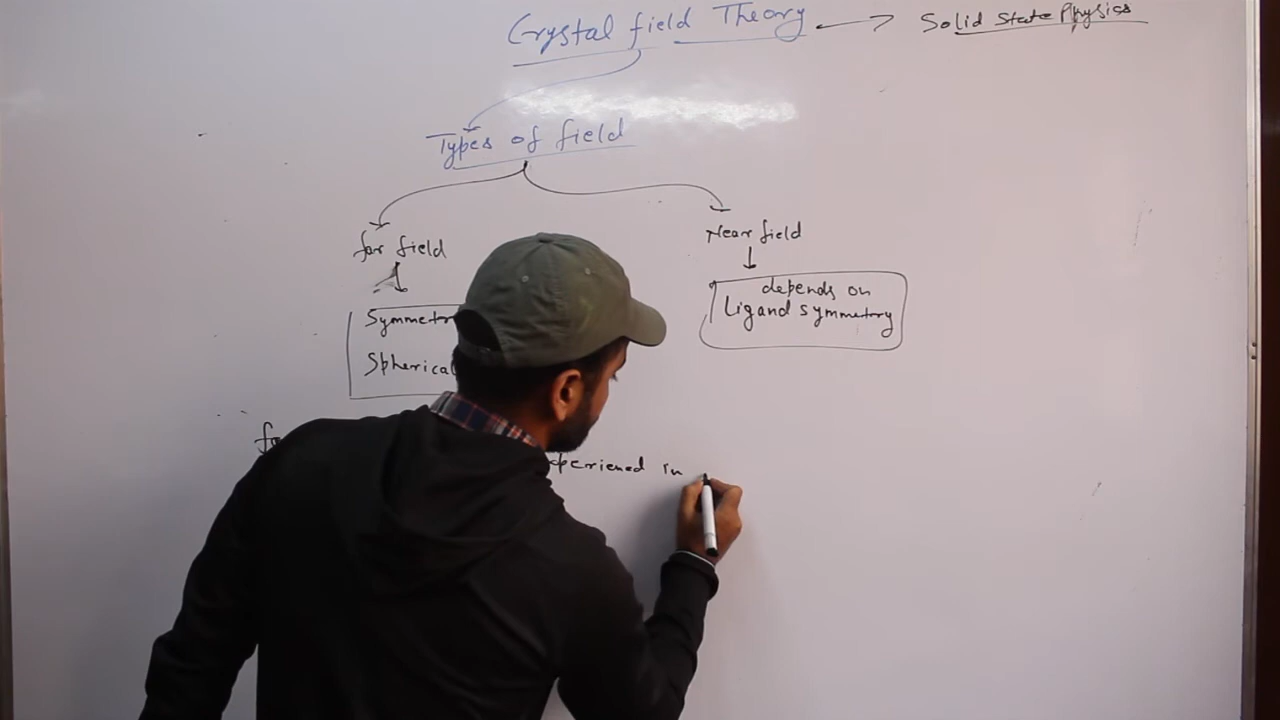 Crystal field Theory → Solid State Physics
Types of field
far field
Near field
Symmetr
Spherical
depends on
Ligand symmetry
experiened in